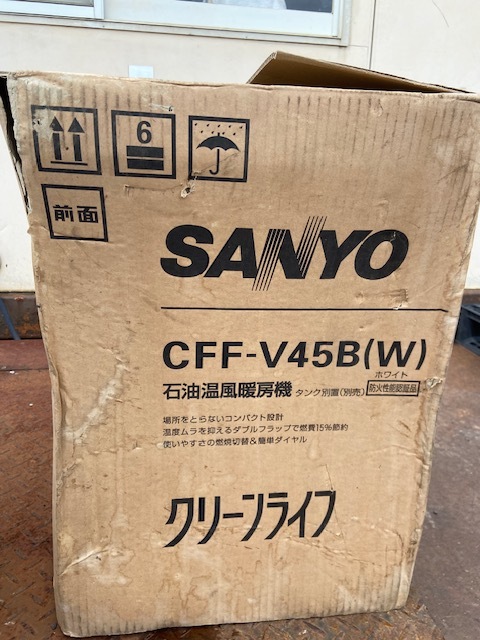 6
前面
SANYO
CFF-V45B(W)
ホワイト
石油温風暖房機 タンク別置(別売) 防火性能認証品
場所をとらないコンパクト設計
温度ムラを抑えるダブルフラップで燃費15%節約
使いやすさの燃焼切替&簡単ダイヤル
クリーンライフ